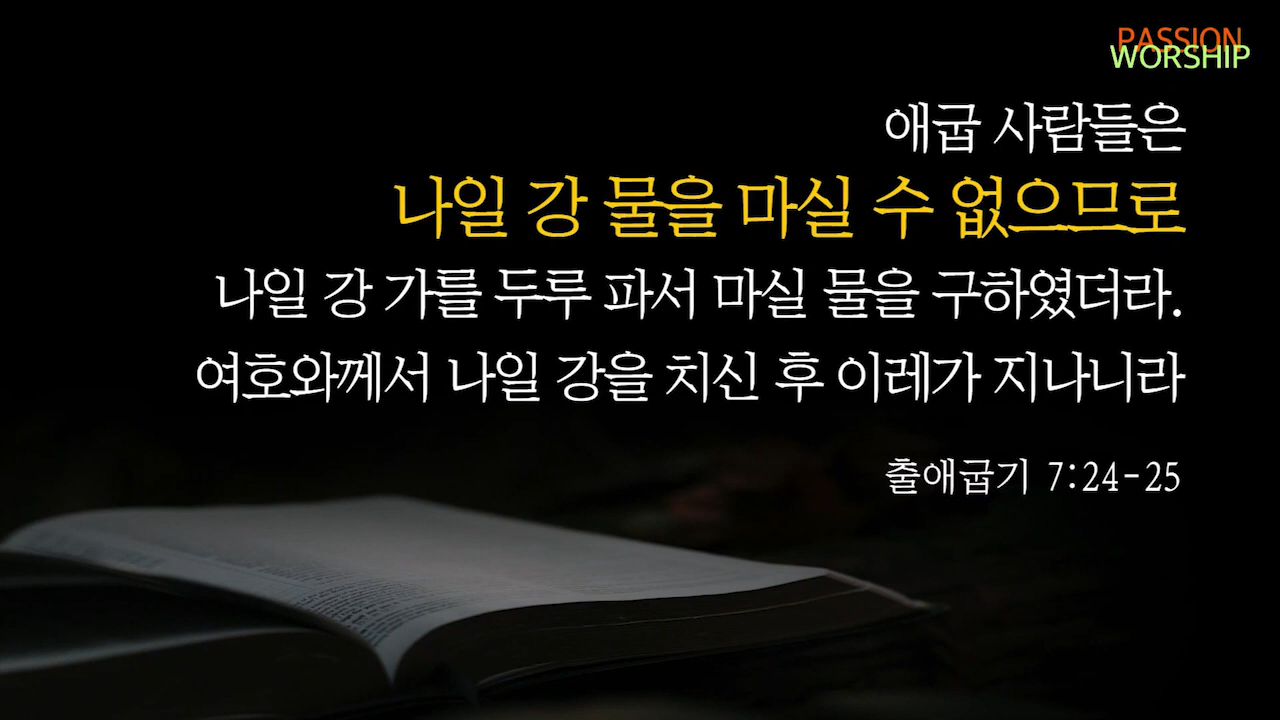 PASSION
WORSHIP
애굽 사람들은
나일 강 물을 마실 수 없으므로
나일 강 가를 두루 파서 마실 물을 구하였더라.
여호와께서 나일 강을 치신 후 이레가 지나니라
출애굽기 7:24-25